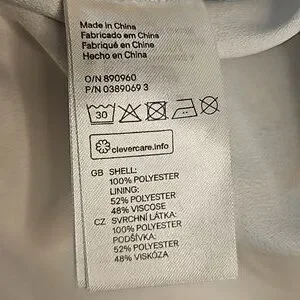 Made in China
Fabricado em China
Fabriqué en Chine
Hecho en China
O/N 890960
P/N 0389069 3
30
clevercare.info
GB SHELL:
100% POLYESTER
LINING:
52% POLYESTER
48% VISCOSE
CZ SVRCHNÍ LÁTKA:
100% POLYESTER
PODŠÍVKA:
52% POLYESTER
48% VISKÓZA